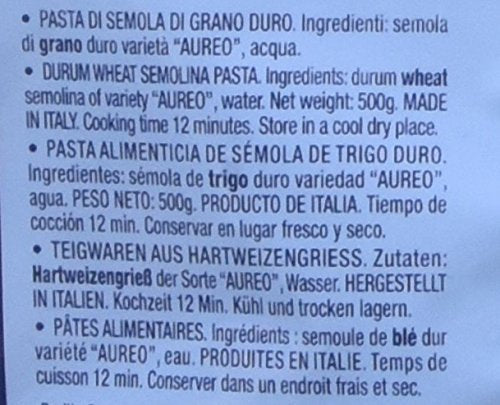 • PASTA DI SEMOLA DI GRANO DURO. Ingredienti: semola
di grano duro varietà “AUREO”, acqua.
• DURUM WHEAT SEMOLINA PASTA. Ingredients: durum wheat
semolina of variety “AUREO”, water. Net weight: 500g. MADE
IN ITALY. Cooking time 12 minutes. Store in a cool dry place.
• PASTA ALIMENTICIA DE SÉMOLA DE TRIGO DURO.
Ingredientes: sémola de trigo duro variedad “AUREO”,
agua. PESO NETO: 500g. PRODUCTO DE ITALIA. Tiempo de
cocción 12 min. Conservar en lugar fresco y seco.
• TEIGWAREN AUS HARTWEIZENGRIESS. Zutaten:
Hartweizengrieß der Sorte “AUREO”, Wasser. HERGESTELLT
IN ITALIEN. Kochzeit 12 Min. Kühl und trocken lagern.
• PÂTES ALIMENTAIRES. Ingrédients : semoule de blé dur
variété “AUREO”, eau. PRODUITES EN ITALIE. Temps de
cuisson 12 min. Conserver dans un endroit frais et sec.